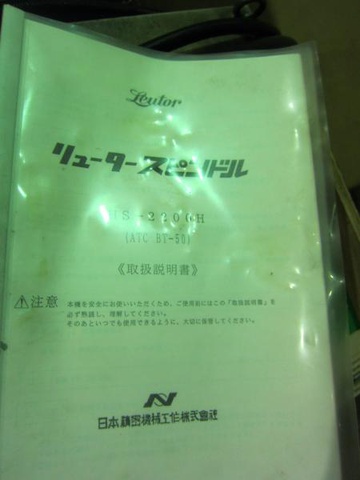 Leutor
リュータースピンドル
S-2200H
(ATC BT-50)
《取扱説明書》
注意 本機を安全にお使いいただくため、ご使用前にはこの「取扱説明書」を
必ず熟読し、理解してください。
そのあといつでも使用できるように、大切に保管してください。
日本精密機械工作株式会社